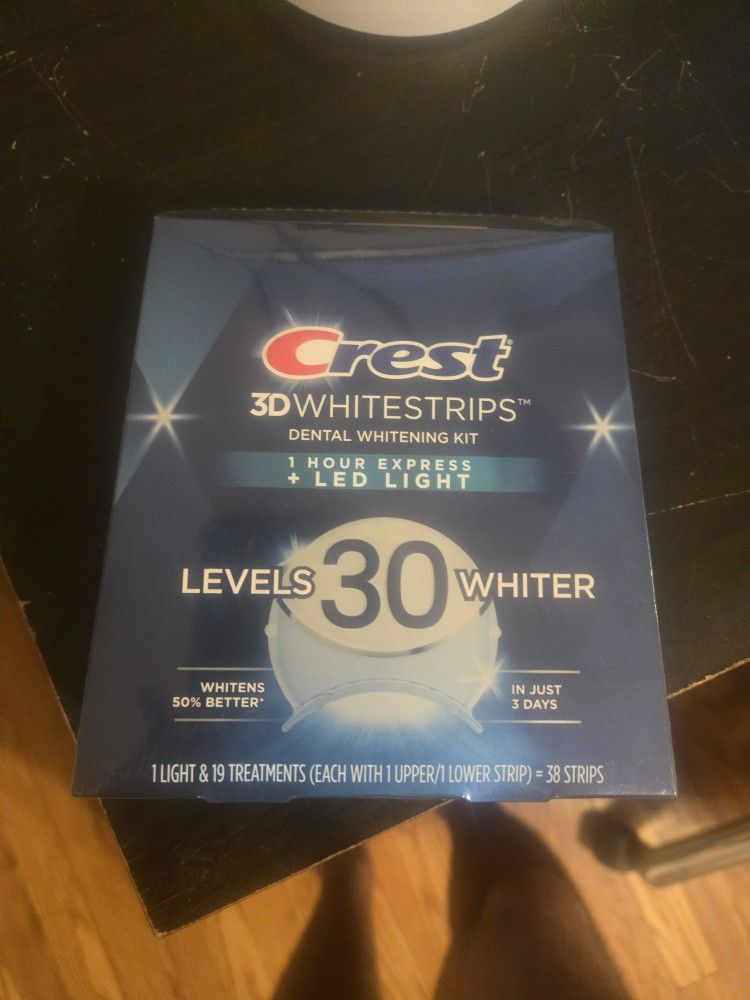 Crest
3DWHITESTRIPS™
DENTAL WHITENING KIT
1 HOUR EXPRESS
+ LED LIGHT
LEVELS 30 WHITER
WHITENS
50% BETTER*
IN JUST
3 DAYS
1 LIGHT & 19 TREATMENTS (EACH WITH 1 UPPER/1 LOWER STRIP) = 38 STRIPS